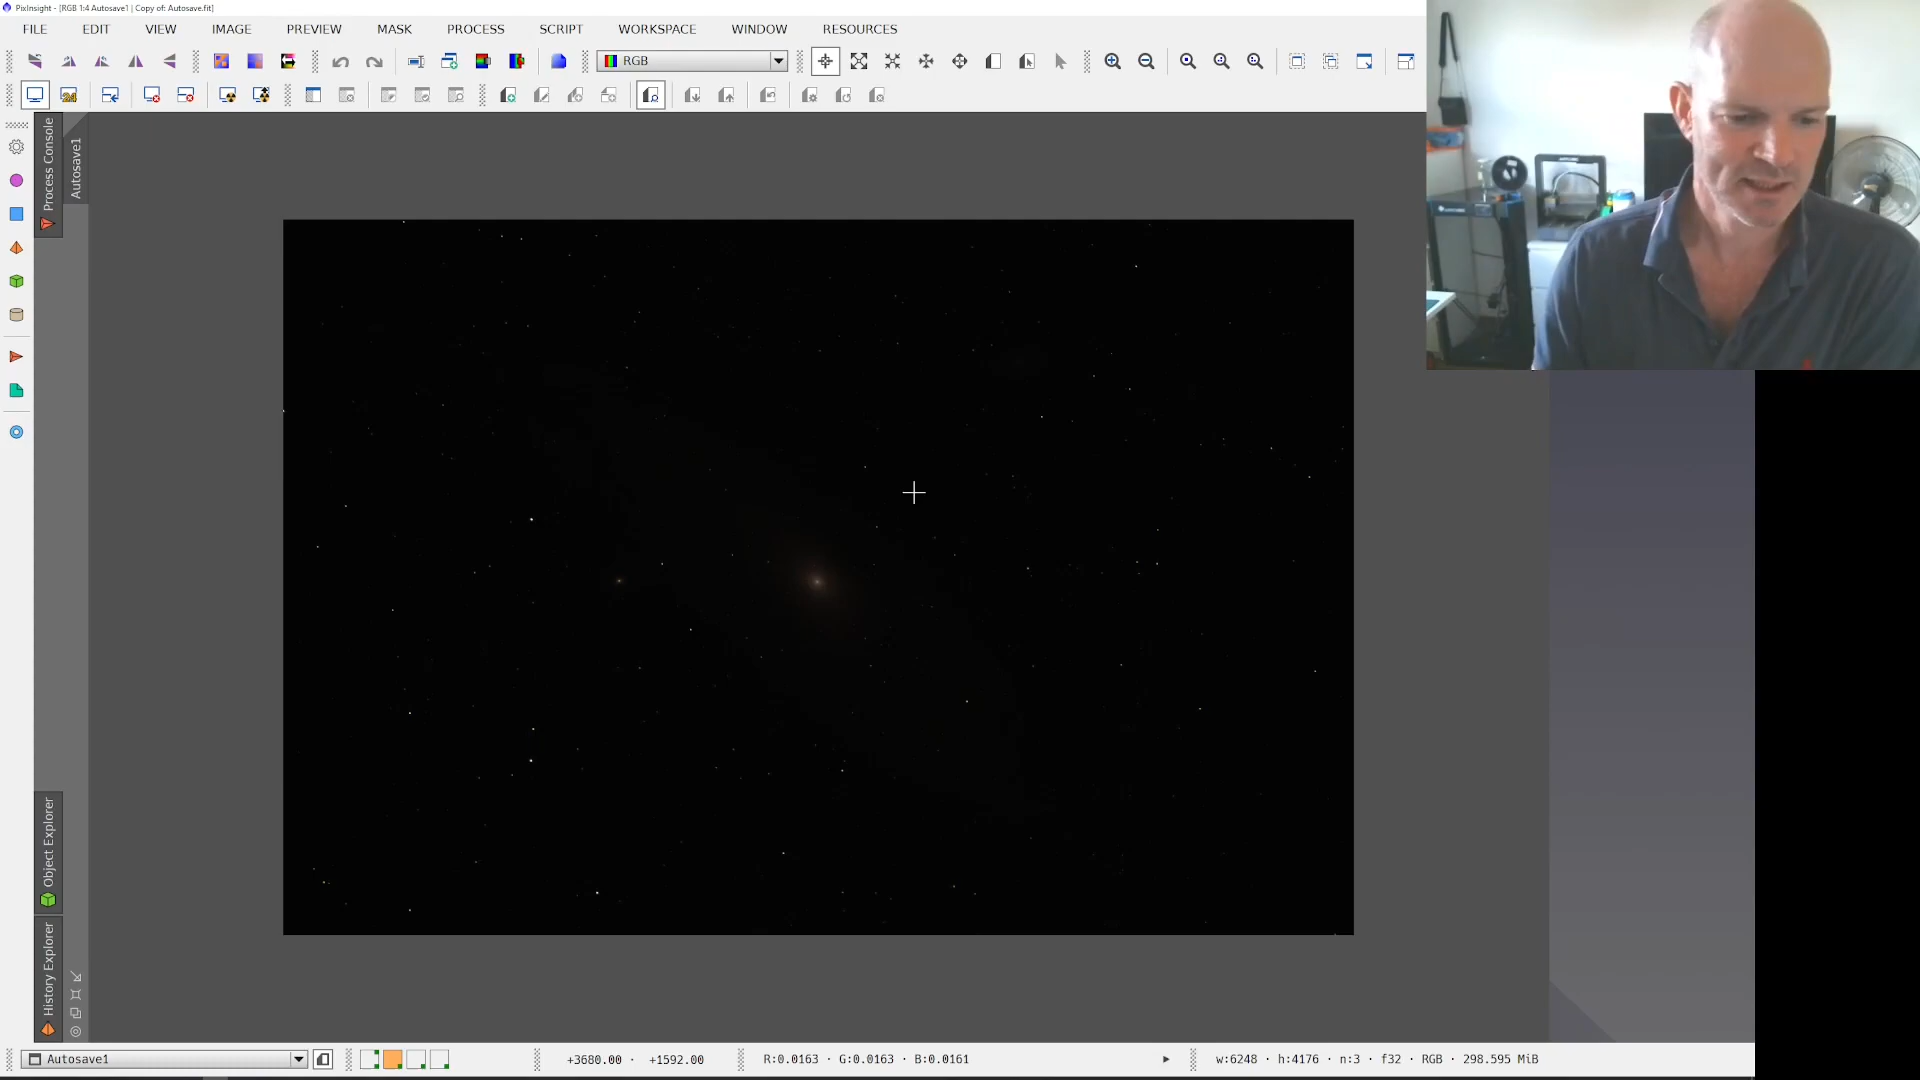 PixInsight - [RGB 1:4 Autosave1 | Copy of: Autosave.fit]
FILE EDIT VIEW IMAGE PREVIEW MASK PROCESS SCRIPT WORKSPACE WINDOW RESOURCES
RGB
24
Process Console
Autosave1
Object Explorer
History Explorer
Autosave1
+3680.00 · +1592.00
R:0.0163 · G:0.0163 · B:0.0161
w:6248 · h:4176 · n:3 · f32 · RGB · 298.595 MiB